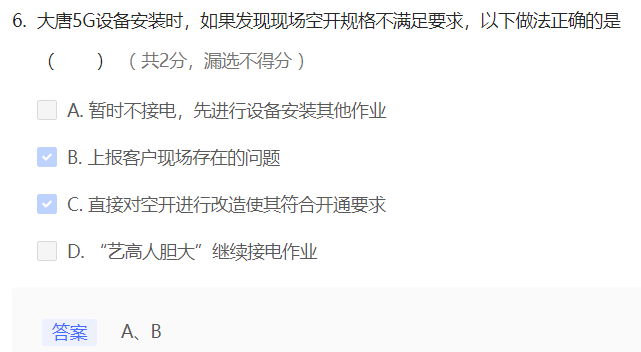 6. 大唐5G设备安装时，如果发现现场空开规格不满足要求，以下做法正确的是
（　　）（ 共2分，漏选不得分 ）
A. 暂时不接电，先进行设备安装其他作业
B. 上报客户现场存在的问题
C. 直接对空开进行改造使其符合开通要求
D. “艺高人胆大”继续接电作业
答案 A、B